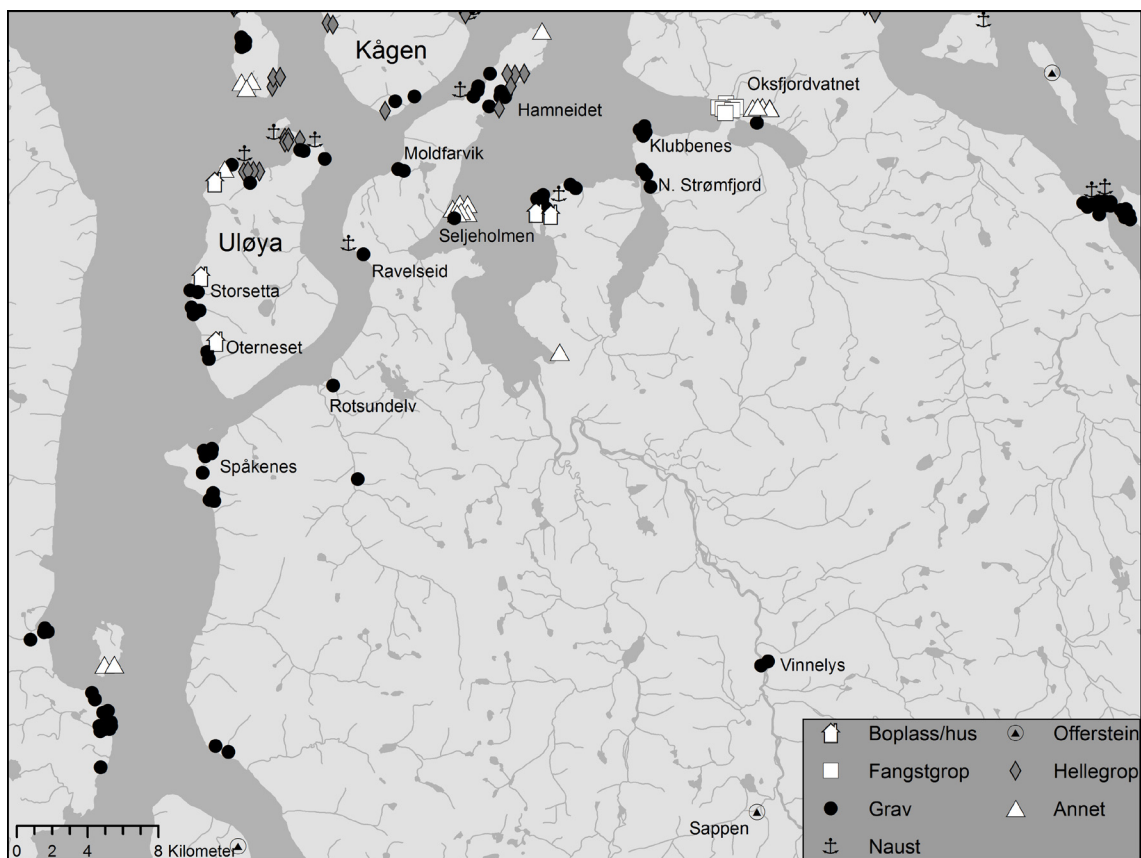 Kågen
Oksfjordvatnet
Hamneidet
Klubbenes
Moldfarvik
N. Strømfjord
Seljeholmen
Uløya
Ravelseid
Storsetta
Oterneset
Rotsundelv
Spåkenes
Vinnelys
Boplass/hus
Offerstein
Fangstgrop
Hellegrop
Grav
Annet
Naust
Sappen
0 2 4 8 Kilometer